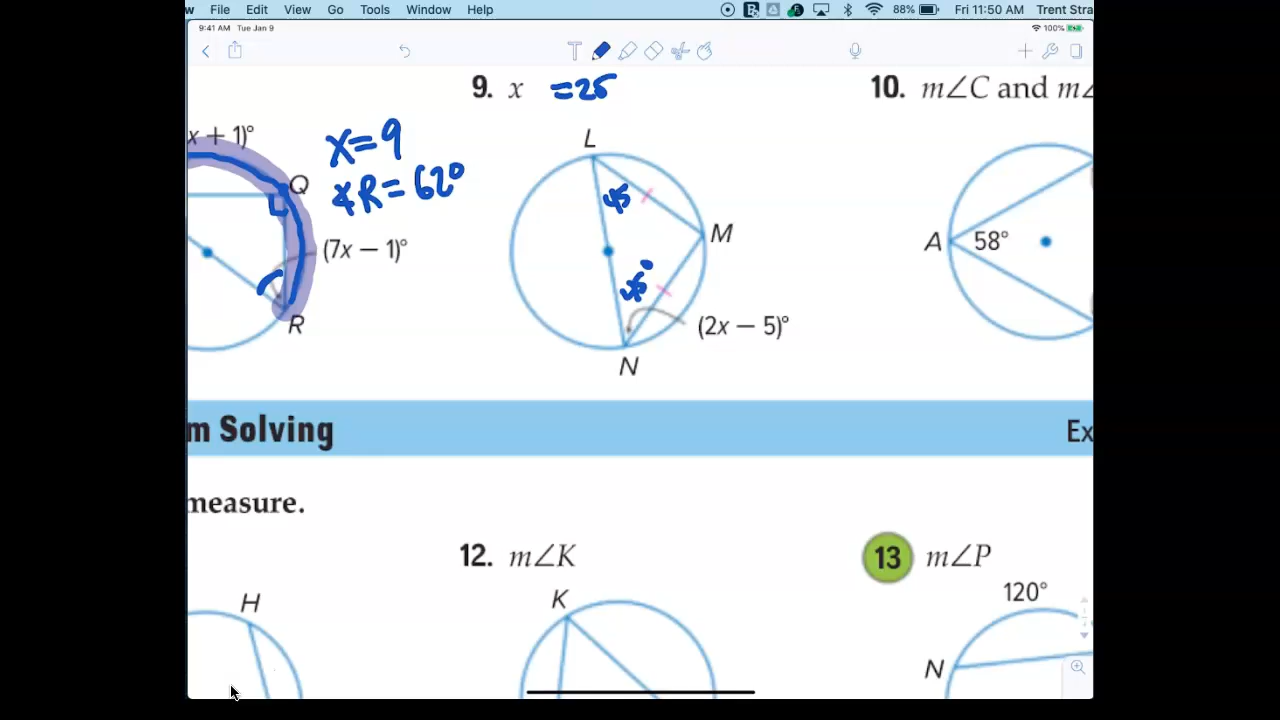 w File Edit View Go Tools Window Help 88% Fri 11:50 AM Trent Stra
9:41 AM Tue Jan 9 100%
9. x =25
10. m∠C and m∠
x + 1)°
x=9
∡R=62°
Q
(7x − 1)°
R
L
45
M
45°
(2x − 5)°
N
A 58°
m Solving
Ex
measure.
12. m∠K
13 m∠P
120°
H
K
N